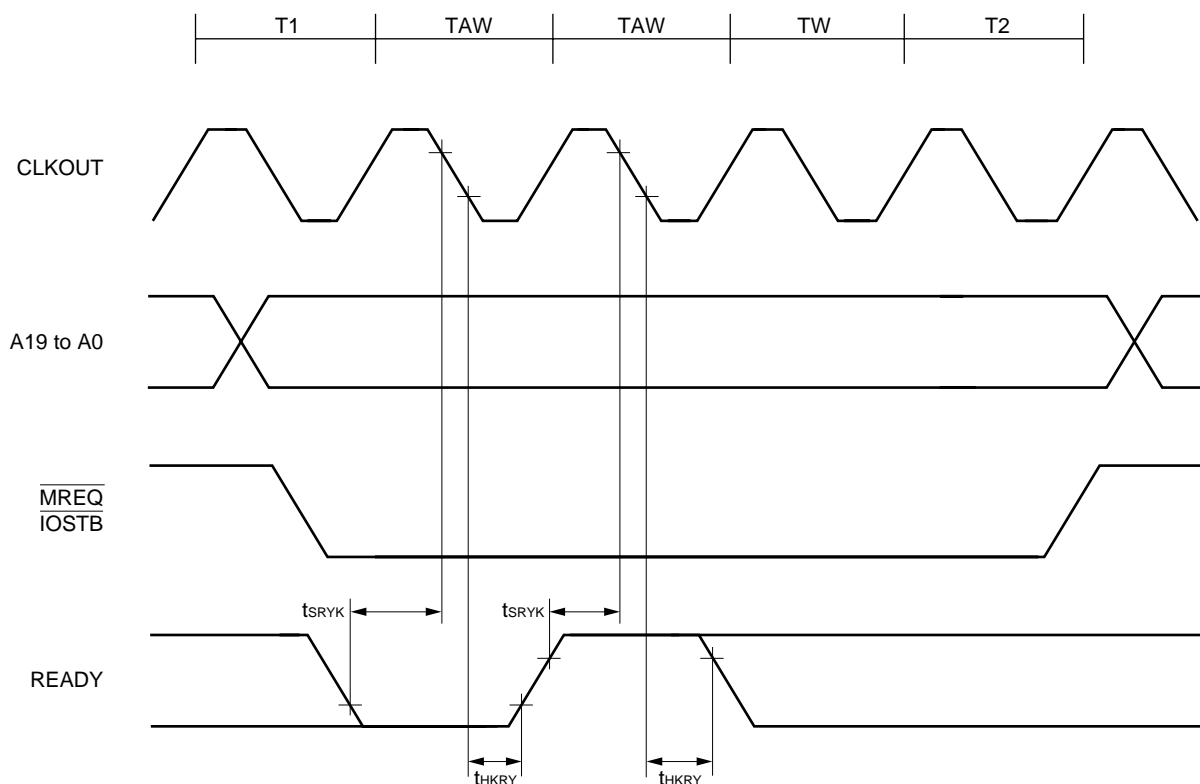 T1 TAW TAW TW T2
CLKOUT
A19 to A0
MREQ
IOSTB
tSRYK tSRYK
READY
tHKRY tHKRY